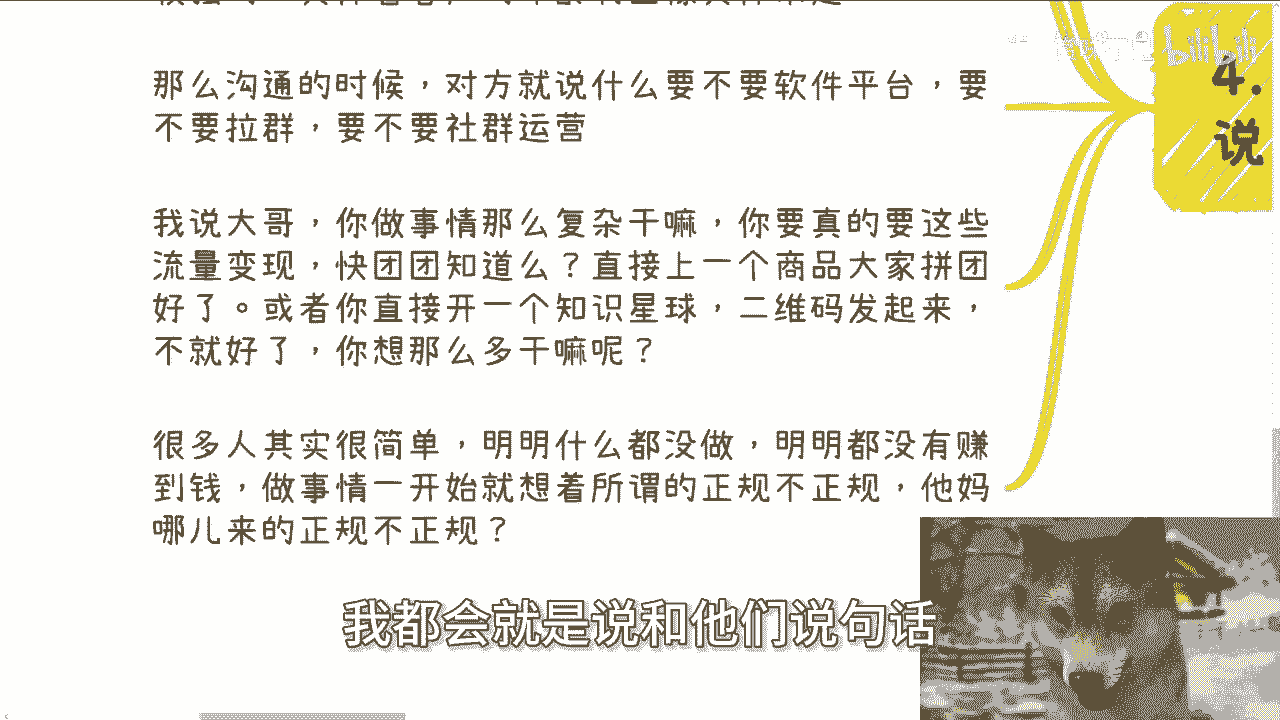 那么沟通的时候，对方就说什么要不要软件平台，要
不要拉群，要不要社群运营
我说大哥，你做事情那么复杂干嘛，你要真的要这些
流量变现，快团团知道么？直接上一个商品大家拼团
好了。或者你直接开一个知识星球，二维码发起来，
不就好了，你想那么多干嘛呢？
很多人其实很简单，明明什么都没做，明明都没有赚
到钱，做事情一开始就想着所谓的正规不正规，他妈
哪儿来的正规不正规？
4.
说
bilibili
我都会就是说和他们说句话